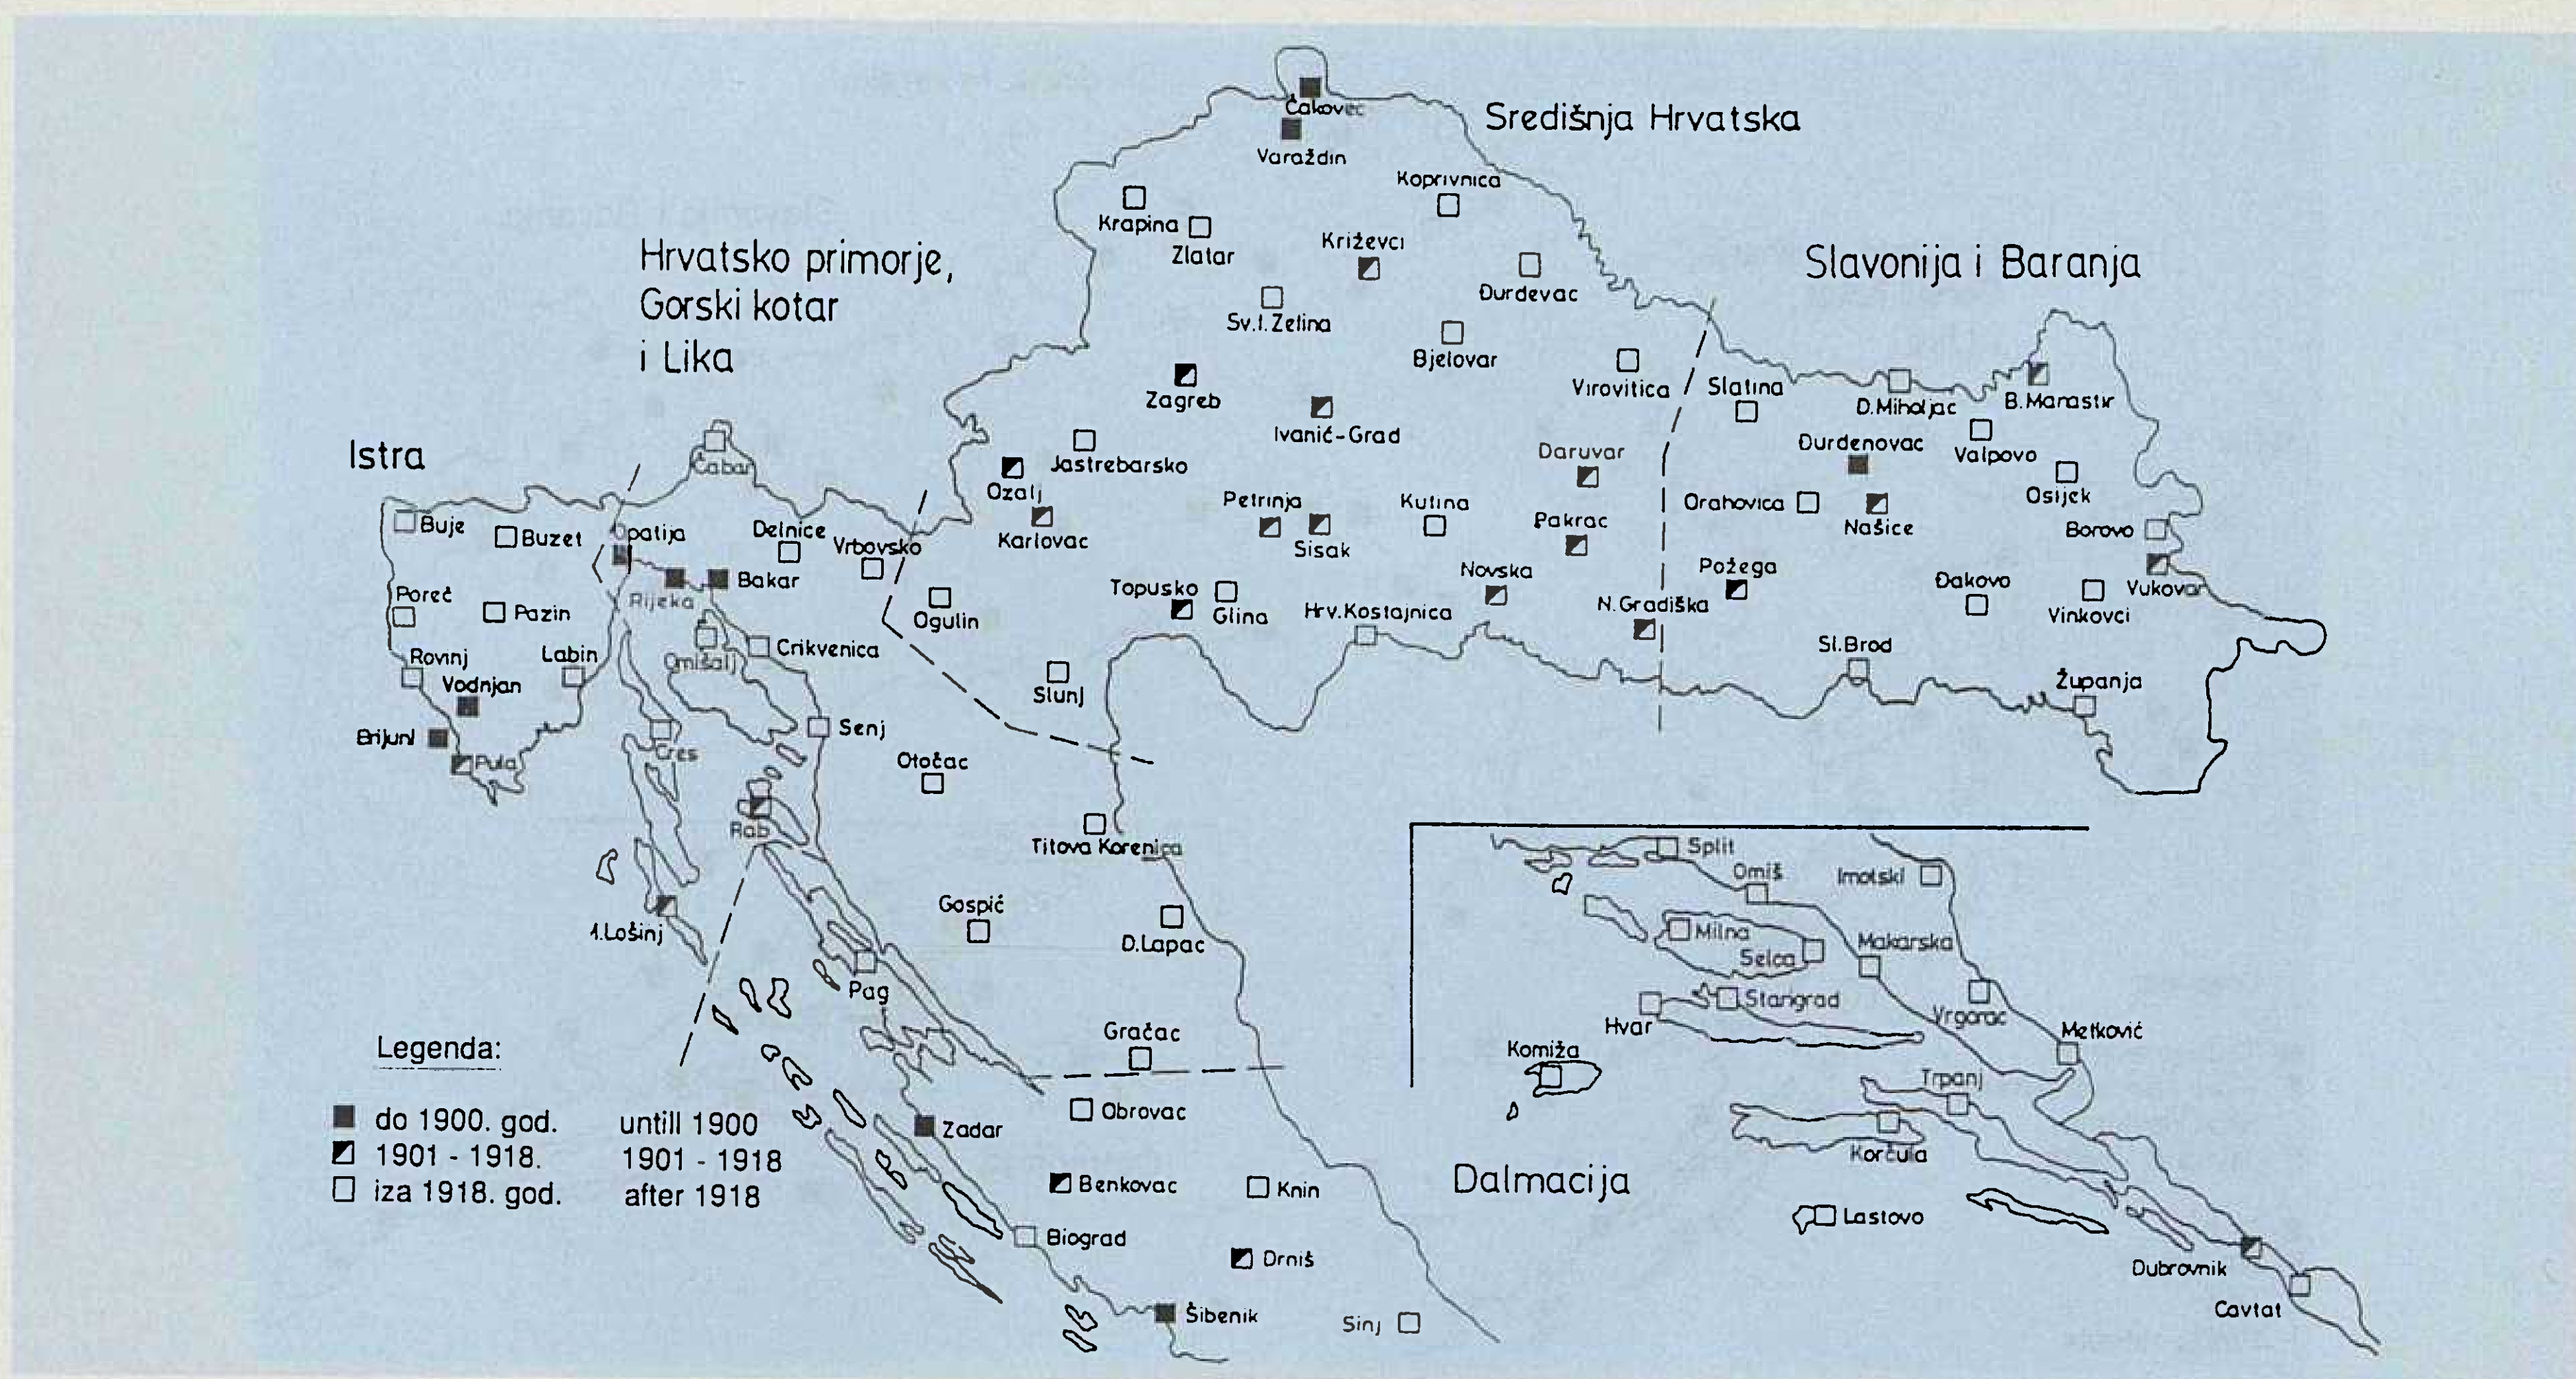 Središnja Hrvatska
Čakovec
Varaždin
Koprivnica
Krapina
Zlatar
Križevci
Đurdevac
Sv.I.Zelina
Bjelovar
Virovitica
Zagreb
Ivanić-Grad
Jastrebarsko
Ozalj
Karlovac
Petrinja
Sisak
Kutina
Daruvar
Pakrac
Novska
N.Gradiška
Topusko
Glina
Hrv.Kostajnica
Ogulin
Slunj
Slavonija i Baranja
Slatina
D.Miholjac
B.Manastir
Đurdenovac
Valpovo
Osijek
Orahovica
Našice
Borovo
Vukovar
Požega
Đakovo
Vinkovci
Sl.Brod
Županja
Hrvatsko primorje,
Gorski kotar
i Lika
Čabar
Opatija
Delnice
Vrbovsko
Rijeka
Bakar
Omišalj
Crikvenica
Cres
Senj
Otočac
Rab
Titova Korenica
Lošinj
Gospić
D.Lapac
Gračac
Istra
Buje
Buzet
Poreč
Pazin
Rovinj
Labin
Vodnjan
Brijuni
Pula
Pag
Obrovac
Zadar
Benkovac
Knin
Biograd
Drniš
Šibenik
Sinj
Split
Omiš
Imotski
Milna
Selca
Makarska
Starigrad
Hvar
Vrgorac
Metković
Komiža
Trpanj
Korčula
Dalmacija
Lastovo
Dubrovnik
Cavtat
Legenda:
do 1900. god. untill 1900
1901 - 1918. 1901 - 1918
iza 1918. god. after 1918